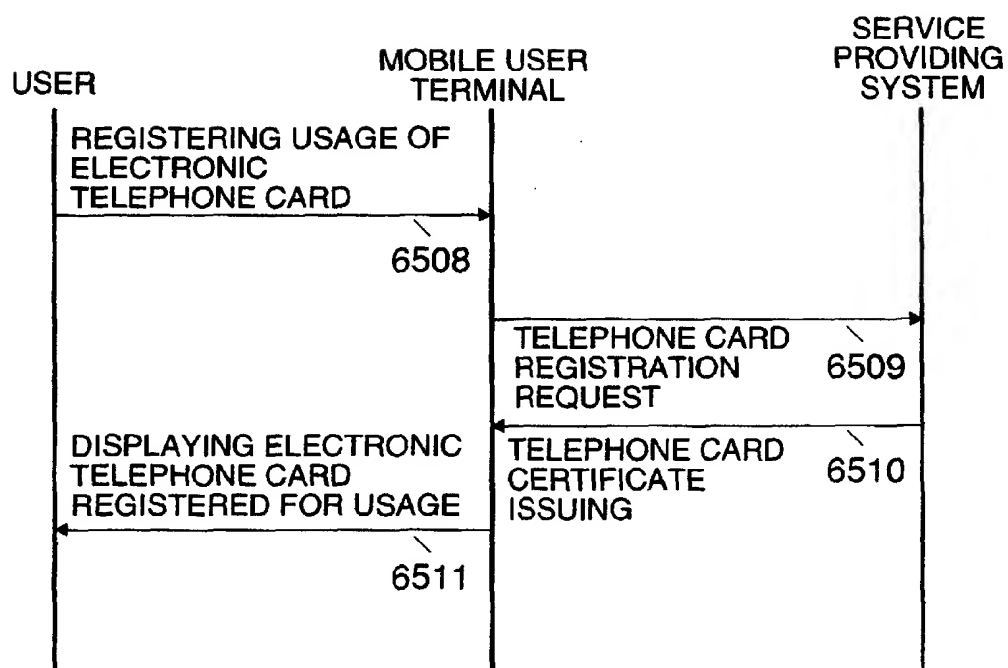 USER
MOBILE USER
TERMINAL
SERVICE
PROVIDING
SYSTEM
REGISTERING USAGE OF
ELECTRONIC
TELEPHONE CARD
6508
TELEPHONE CARD
REGISTRATION
REQUEST
6509
TELEPHONE CARD
CERTIFICATE
ISSUING
6510
DISPLAYING ELECTRONIC
TELEPHONE CARD
REGISTERED FOR USAGE
6511